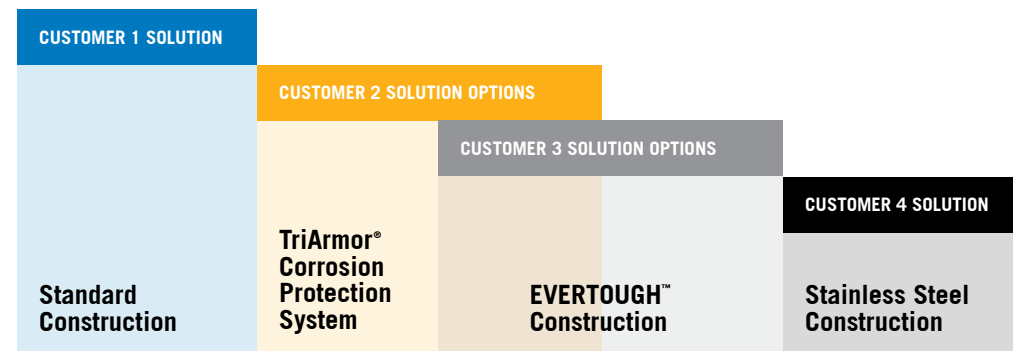 CUSTOMER 1 SOLUTION
CUSTOMER 2 SOLUTION OPTIONS
CUSTOMER 3 SOLUTION OPTIONS
CUSTOMER 4 SOLUTION
Standard
Construction
TriArmor®
Corrosion
Protection
System
EVERTOUGH™
Construction
Stainless Steel
Construction